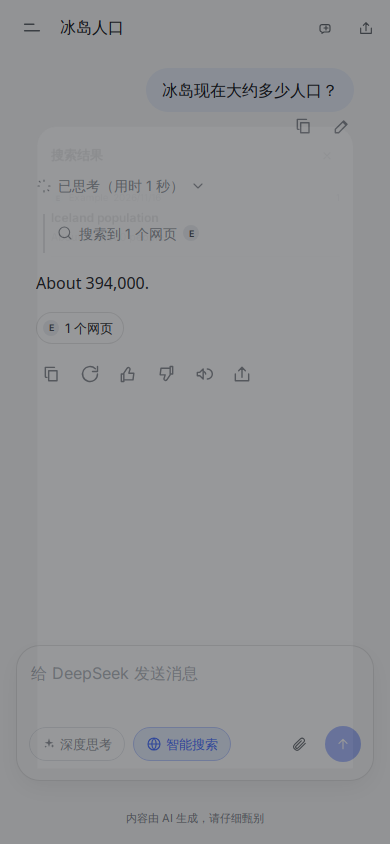 冰岛人口
冰岛现在大约多少人口？
搜索结果
已思考（用时 1 秒）
Iceland population
搜索到 1 个网页 E
About 394,000.
E 1 个网页
给 DeepSeek 发送消息
深度思考 智能搜索
内容由 AI 生成，请仔细甄别